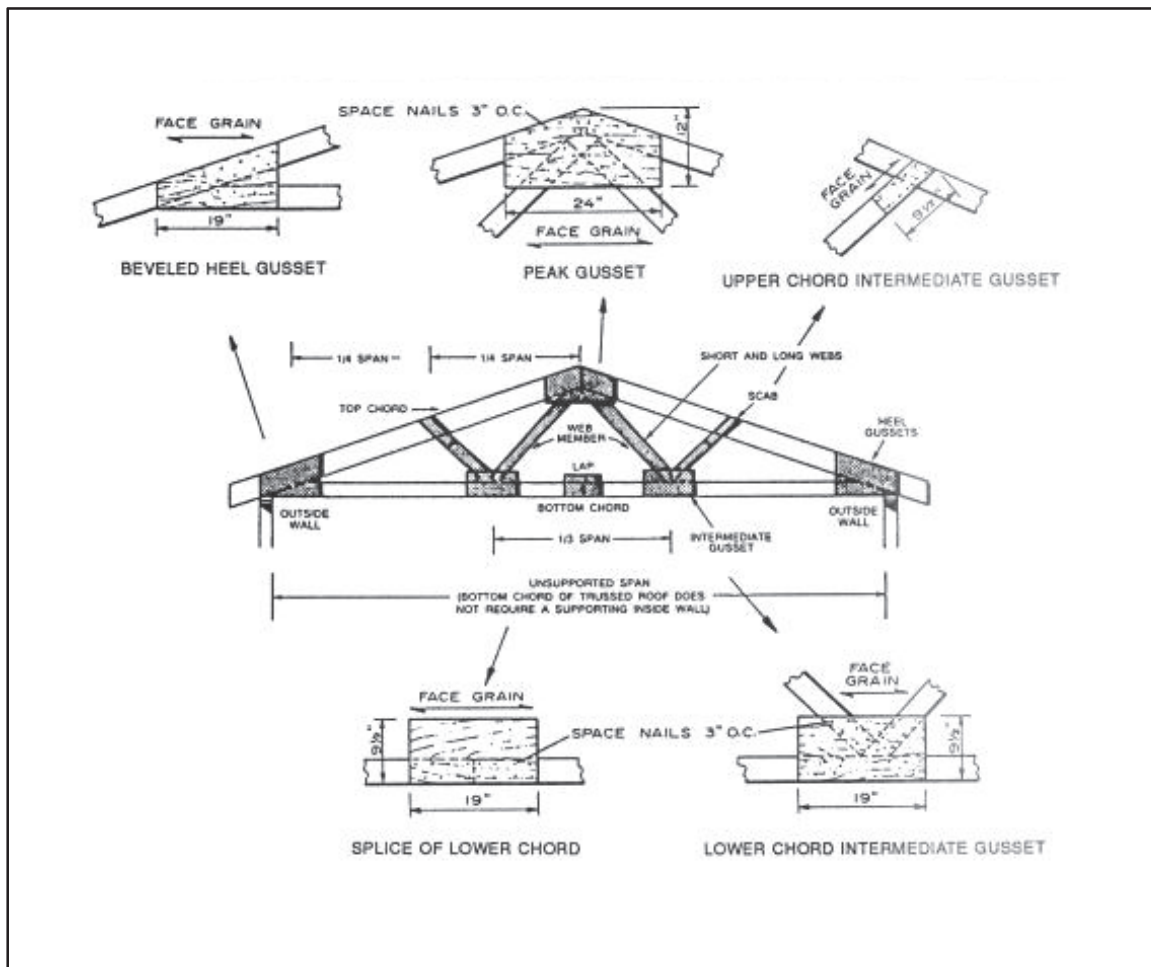 SPACE NAILS 3" O.C.
FACE GRAIN
12"
FACE
GRAIN
9 1/2"
19"
24"
FACE GRAIN
BEVELED HEEL GUSSET
PEAK GUSSET
UPPER CHORD INTERMEDIATE GUSSET
1/4 SPAN
1/4 SPAN
SHORT AND LONG WEBS
SCAB
TOP CHORD
HEEL
GUSSETS
WEB
MEMBER
LAP
BOTTOM CHORD
OUTSIDE
WALL
OUTSIDE
WALL
INTERMEDIATE
GUSSET
1/3 SPAN
UNSUPPORTED SPAN
(BOTTOM CHORD OF TRUSSED ROOF DOES
NOT REQUIRE A SUPPORTING INSIDE WALL)
FACE GRAIN
FACE
GRAIN
9 1/2"
SPACE NAILS 3" O.C.
9 1/2"
19"
19"
SPLICE OF LOWER CHORD
LOWER CHORD INTERMEDIATE GUSSET